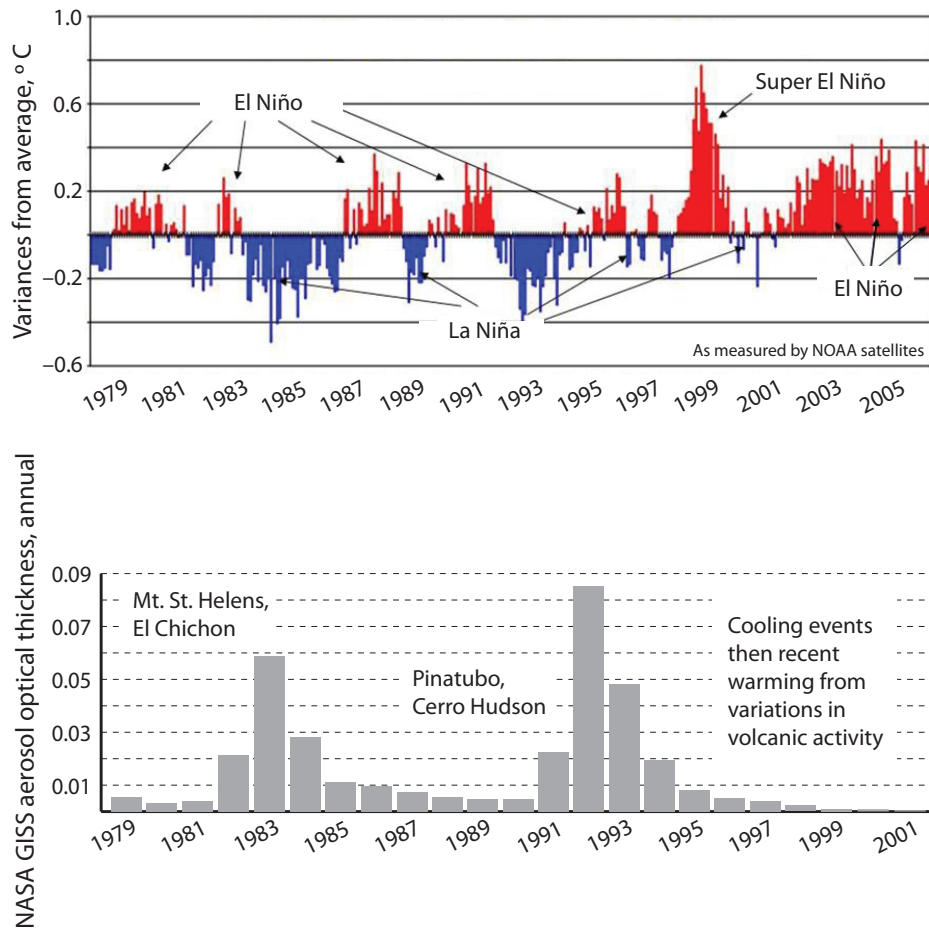 Variances from average, º C
1.0
0.6
0.2
–0.2
–0.6
El Niño
Super El Niño
El Niño
La Niña
As measured by NOAA satellites
1979
1981
1983
1985
1987
1989
1991
1993
1995
1997
1999
2001
2003
2005
NASA GISS aerosol optical thickness, annual
0.09
0.07
0.05
0.03
0.01
Mt. St. Helens,
El Chichon
Pinatubo,
Cerro Hudson
Cooling events
then recent
warming from
variations in
volcanic activity
1979
1981
1983
1985
1987
1989
1991
1993
1995
1997
1999
2001